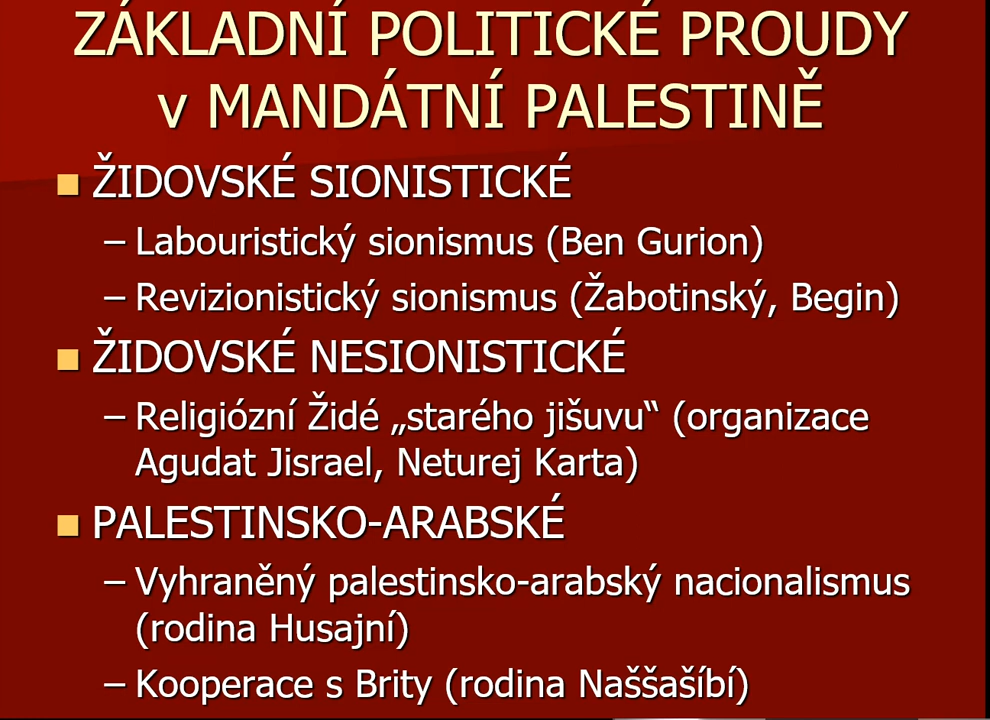 ZÁKLADNÍ POLITICKÉ PROUDY
v MANDÁTNÍ PALESTINĚ
ŽIDOVSKÉ SIONISTICKÉ
– Labouristický sionismus (Ben Gurion)
– Revizionistický sionismus (Žabotinský, Begin)
ŽIDOVSKÉ NESIONISTICKÉ
– Religiózní Židé „starého jišuvu“ (organizace
Agudat Jisrael, Neturej Karta)
PALESTINSKO-ARABSKÉ
– Vyhraněný palestinsko-arabský nacionalismus
(rodina Husajní)
– Kooperace s Brity (rodina Naššašíbí)